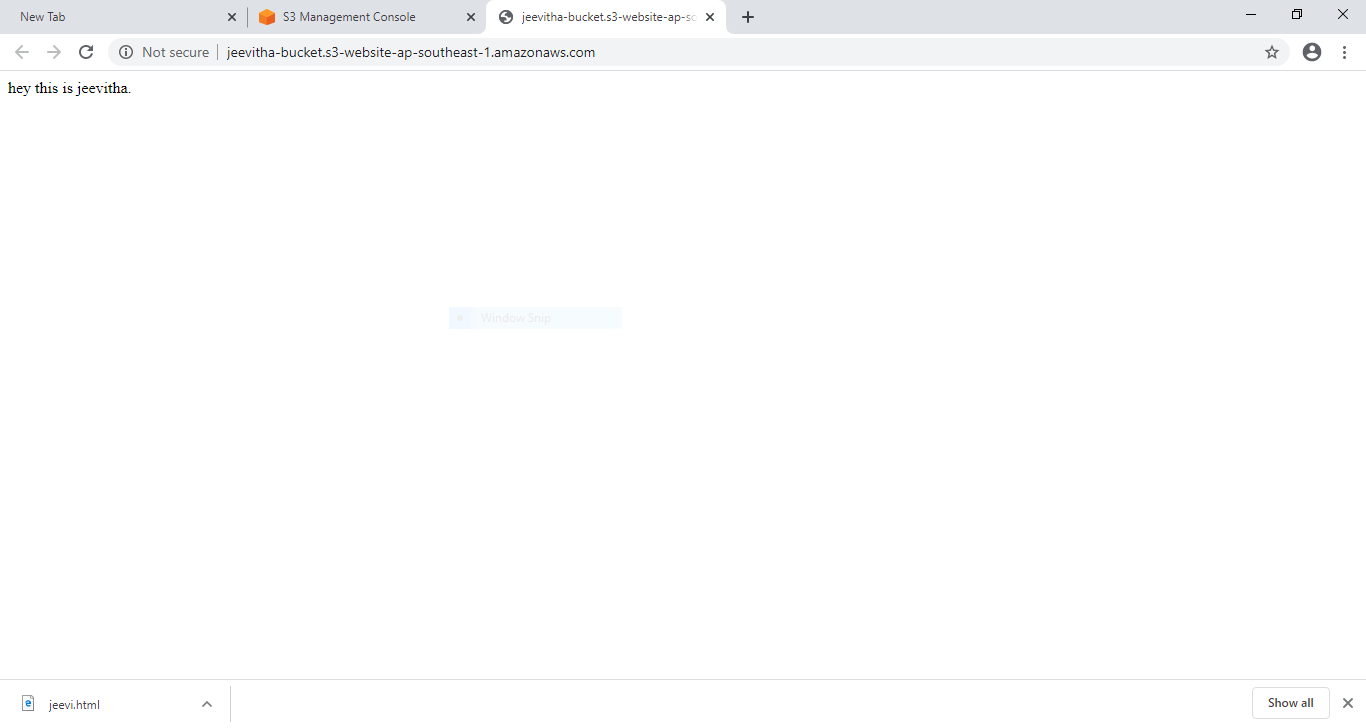 New Tab
S3 Management Console
jeevitha-bucket.s3-website-ap-so
Not secure
jeevitha-bucket.s3-website-ap-southeast-1.amazonaws.com
hey this is jeevitha.
Window Snip
jeevi.html
Show all